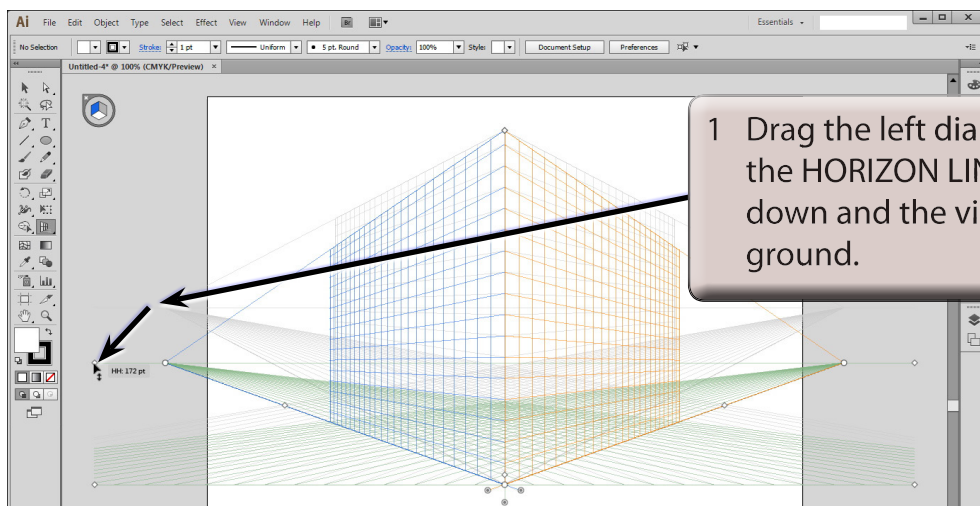 Ai File Edit Object Type Select Effect View Window Help Br Essentials
No Selection Stroke: 1 pt Uniform 5 pt. Round Opacity: 100% Style: Document Setup Preferences
Untitled-4* @ 100% (CMYK/Preview) ×
1 Drag the left dia
the HORIZON LIN
down and the vi
ground.
HH: 172 pt